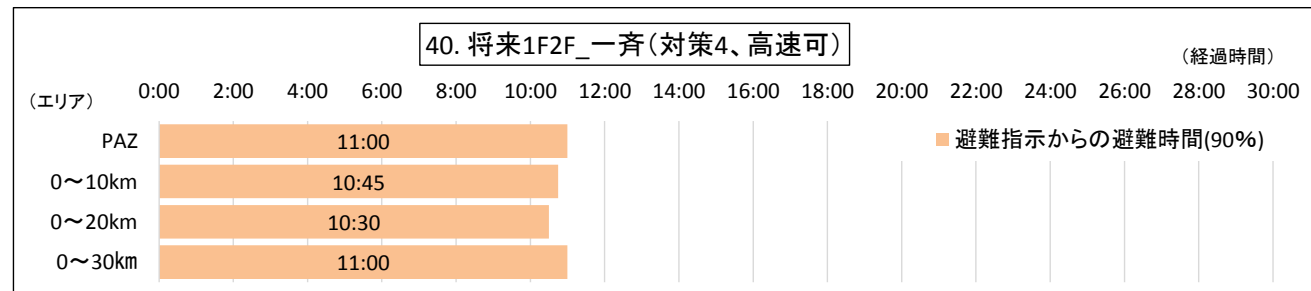 40. 将来1F2F_一斉(対策4、高速可)
（経過時間）
（エリア） 0:00 2:00 4:00 6:00 8:00 10:00 12:00 14:00 16:00 18:00 20:00 22:00 24:00 26:00 28:00 30:00
PAZ 11:00
避難指示からの避難時間(90%)
0～10km 10:45
0～20km 10:30
0～30㎞ 11:00